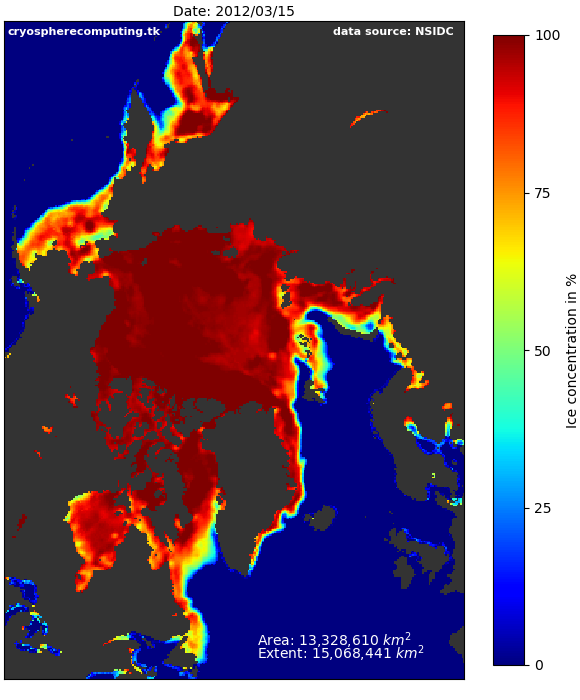 Date: 2012/03/15
cryospherecomputing.tk
data source: NSIDC
100
75
50
25
0
Ice concentration in %
Area: 13,328,610 km²
Extent: 15,068,441 km²